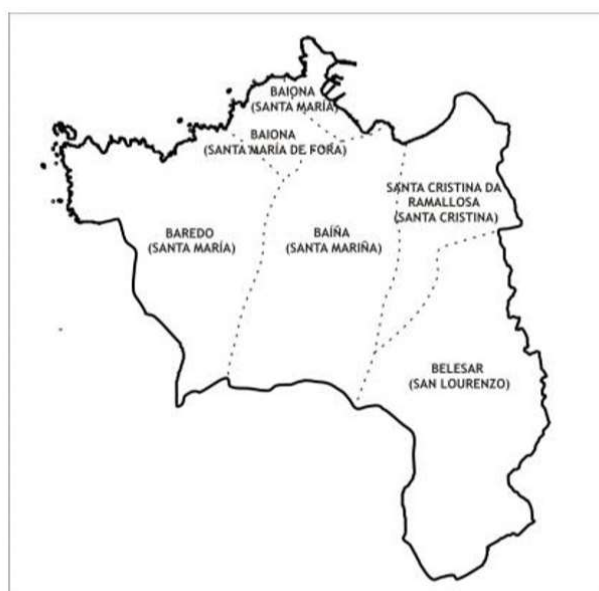 BAIONA
(SANTA MARÍA)
BAIONA
(SANTA MARÍA DE FORA)
SANTA CRISTINA DA
RAMALLOSA
(SANTA CRISTINA)
BAREDO
(SANTA MARÍA)
BAÍÑA
(SANTA MARIÑA)
BELESAR
(SAN LOURENZO)